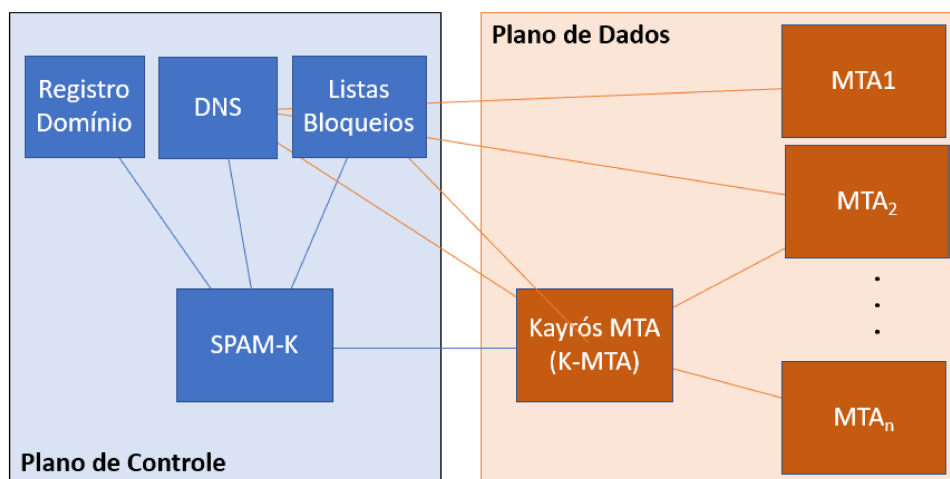 Plano de Dados
Registro
Domínio
DNS
Listas
Bloqueios
MTA1
MTA₂
SPAM-K
Kayrós MTA
(K-MTA)
MTAₙ
Plano de Controle